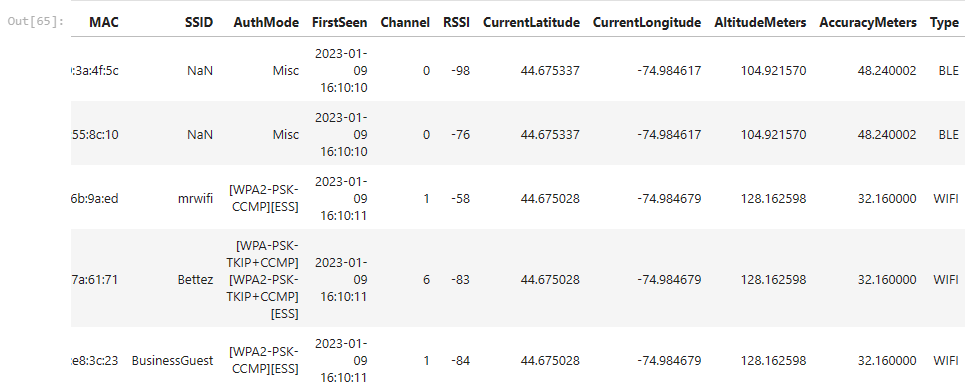 Out[65]:
MAC SSID AuthMode FirstSeen Channel RSSI CurrentLatitude CurrentLongitude AltitudeMeters AccuracyMeters Type
2023-01-
:3a:4f:5c NaN Misc 09 0 -98 44.675337 -74.984617 104.921570 48.240002 BLE
16:10:10
2023-01-
55:8c:10 NaN Misc 09 0 -76 44.675337 -74.984617 104.921570 48.240002 BLE
16:10:10
2023-01-
[WPA2-PSK-
6b:9a:ed mrwifi 09 1 -58 44.675028 -74.984979 128.162598 32.160000 WIFI
CCMP][ESS]
16:10:11
[WPA-PSK-
TKIP+CCMP] 2023-01-
7a:61:71 Bettez [WPA2-PSK- 09 6 -83 44.675028 -74.984979 128.162598 32.160000 WIFI
TKIP+CCMP] 16:10:11
[ESS]
2023-01-
[WPA2-PSK-
e8:3c:23 BusinessGuest 09 1 -84 44.675028 -74.984679 128.162598 32.160000 WIFI
CCMP][ESS]
16:10:11